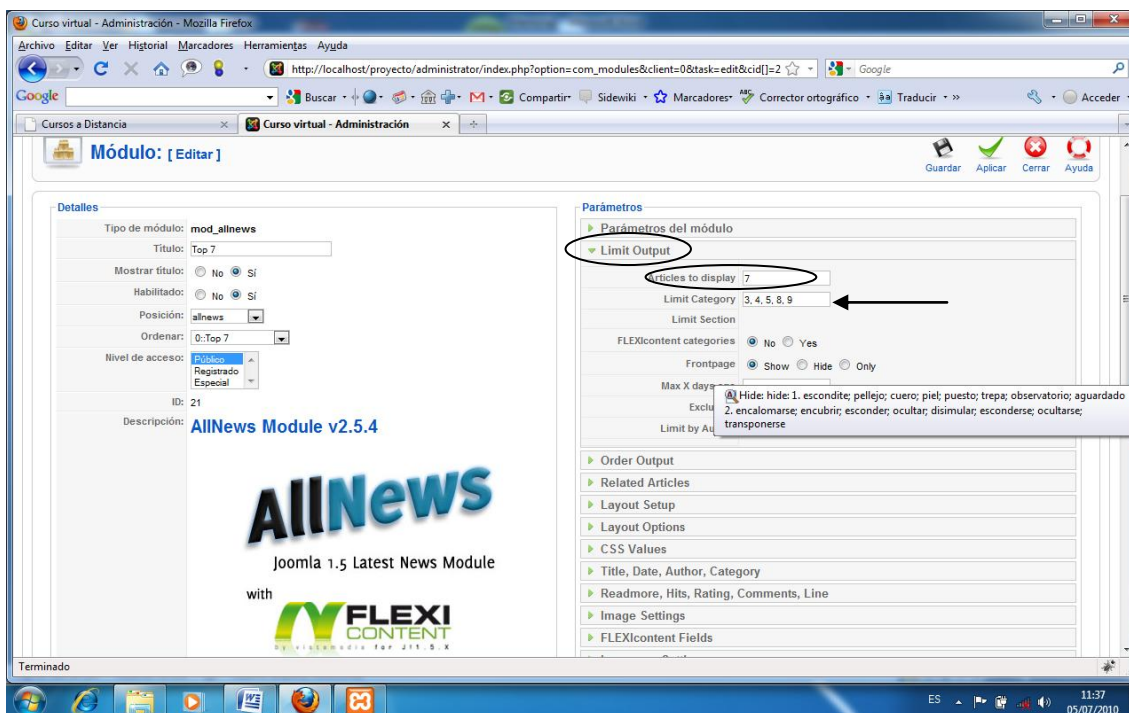 Curso virtual - Administración - Mozilla Firefox
Archivo Editar Ver Historial Marcadores Herramientas Ayuda
http://localhost/proyecto/administrator/index.php?option=com_modules&client=0&task=edit&cid[]=2
Google
Google Buscar Compartir Sidewiki Marcadores Corrector ortográfico Traducir » Acceder
Cursos a Distancia
Curso virtual - Administración
Módulo: [ Editar ]
Guardar Aplicar Cerrar Ayuda
Detalles
Tipo de módulo: mod_allnews
Titulo: Top 7
Mostrar título: No Sí
Habilitado: No Sí
Posición: allnews
Ordenar: 0::Top 7
Nivel de acceso: Público
Registrado
Especial
ID: 21
Descripción: AllNews Module v2.5.4
AllNews
Joomla 1.5 Latest News Module
with
FLEXI
CONTENT
by vistamedia for J!1.5.X
Parámetros
Parámetros del módulo
Limit Output
Articles to display 7
Limit Category 3, 4, 5, 8, 9
Limit Section
FLEXIcontent categories No Yes
Frontpage Show Hide Only
Max X days
Limit by
Hide: hide: 1. escondite; pellejo; cuero; piel; puesto; trepa; observatorio; aguardado
2. encalomarse; encubrir; esconder; ocultar; disimular; esconderse; ocultarse;
transponerse
Order Output
Related Articles
Layout Setup
Layout Options
CSS Values
Title, Date, Author, Category
Readmore, Hits, Rating, Comments, Line
Image Settings
FLEXIcontent Fields
Terminado
ES
11:37
05/07/2010